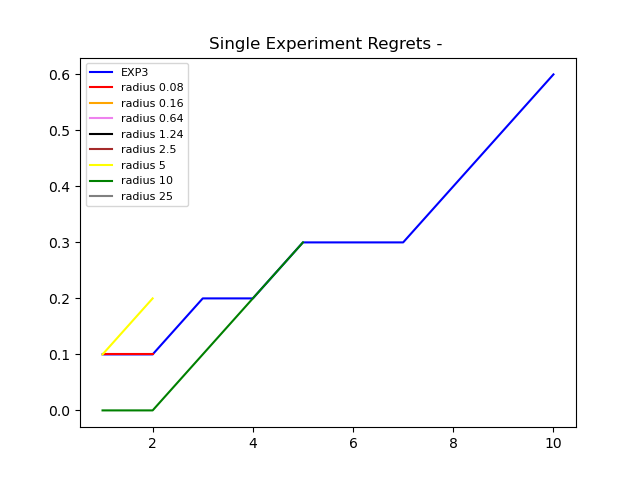 Single Experiment Regrets -
EXP3
radius 0.08
radius 0.16
radius 0.64
radius 1.24
radius 2.5
radius 5
radius 10
radius 25
0.6
0.5
0.4
0.3
0.2
0.1
0.0
2
4
6
8
10